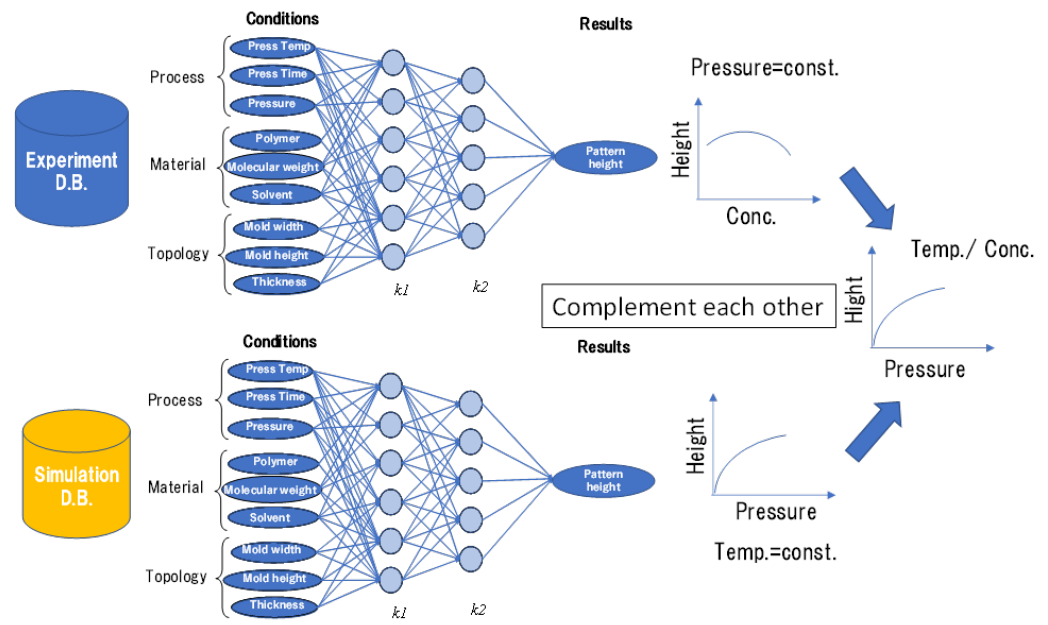 Conditions
Results
Press Temp
Press Time
Pressure
Process
Polymer
Molecular weight
Solvent
Material
Mold width
Mold height
Thickness
Topology
Experiment
D.B.
k1
k2
Pattern
height
Pressure=const.
Height
Conc.
Temp./ Conc.
Hight
Pressure
Complement each other
Conditions
Results
Press Temp
Press Time
Pressure
Process
Polymer
Molecular weight
Solvent
Material
Mold width
Mold height
Thickness
Topology
Simulation
D.B.
k1
k2
Pattern
height
Height
Pressure
Temp.=const.